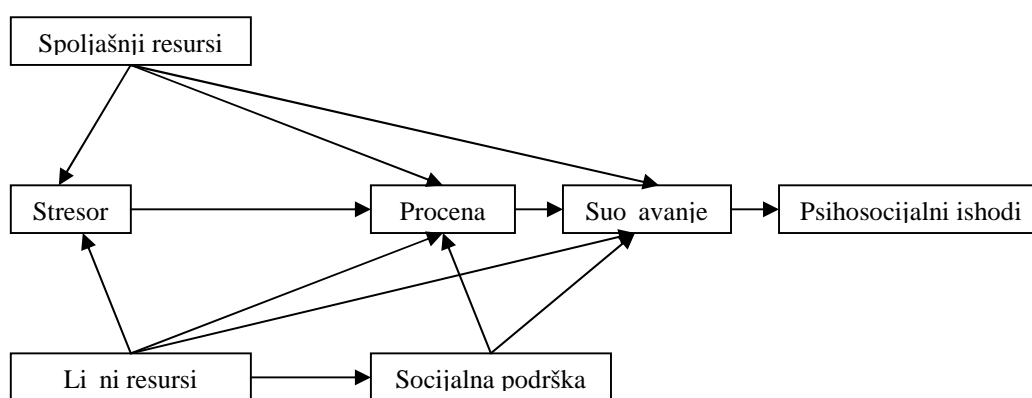 Spoljašnji resursi
Stresor
Procena
Suo avanje
Psihosocijalni ishodi
Li ni resursi
Socijalna podrška